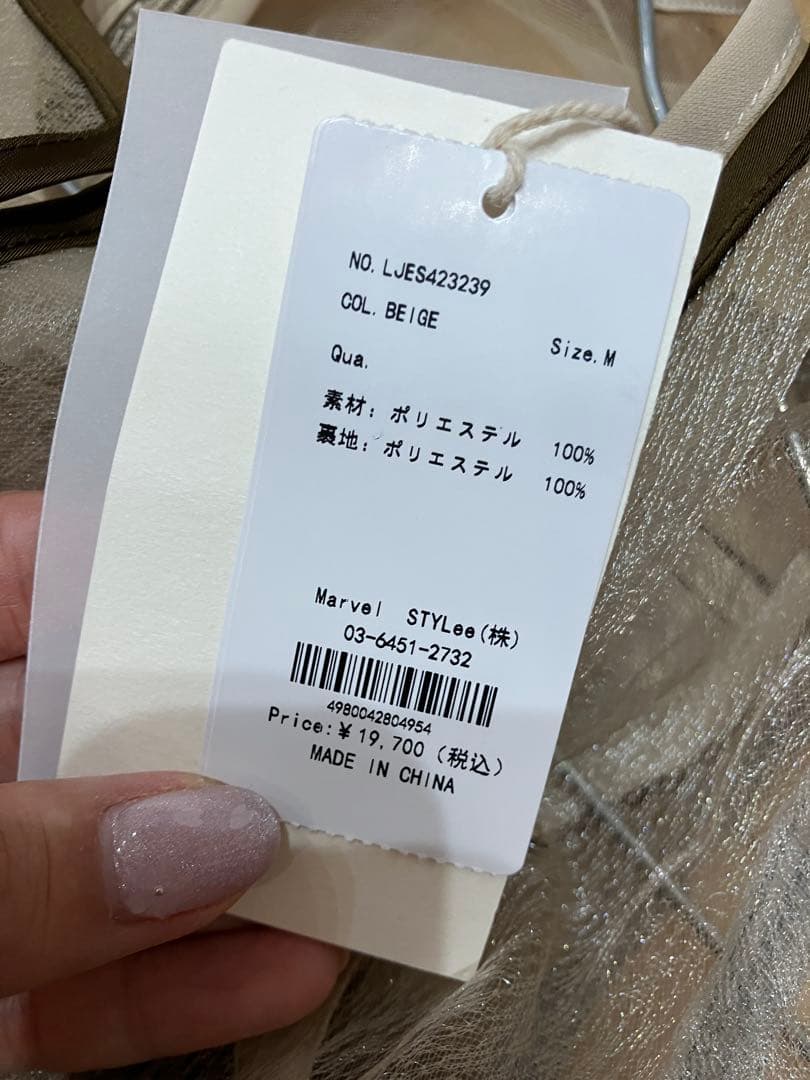 NO. LJES423239
COL. BEIGE
Size. M
Qua.
素材: ポリエステル 100%
裏地: ポリエステル 100%
Marvel STYLee(株)
03-6451-2732
4980042804954
Price:¥19,700(税込)
MADE IN CHINA